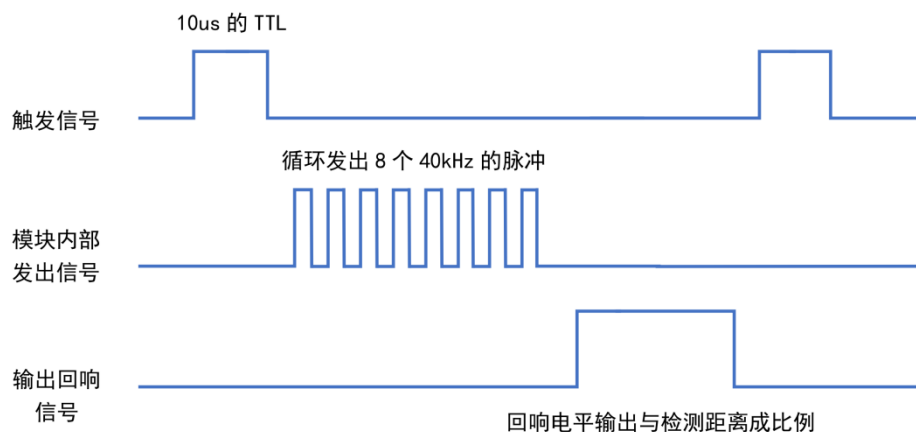 10us 的 TTL
触发信号
循环发出 8 个 40kHz 的脉冲
模块内部
发出信号
输出回响
信号
回响电平输出与检测距离成比例